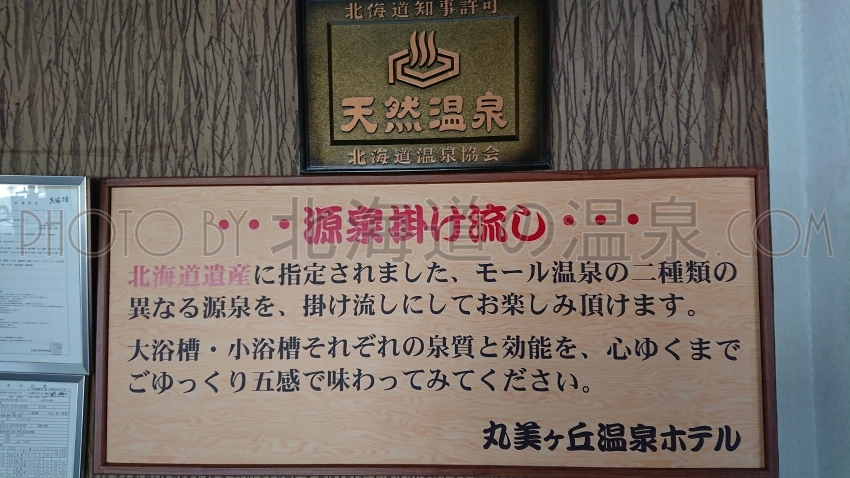 北海道知事許可
天然温泉
北海道温泉協会
・・・源泉掛け流し・・・
北海道遺産に指定されました、モール温泉の二種類の
異なる源泉を、掛け流しにしてお楽しみ頂けます。
大浴槽・小浴槽それぞれの泉質と効能を、心ゆくまで
ごゆっくり五感で味わってみてください。
丸美ヶ丘温泉ホテル
PHOTO BY 北海道の温泉.COM